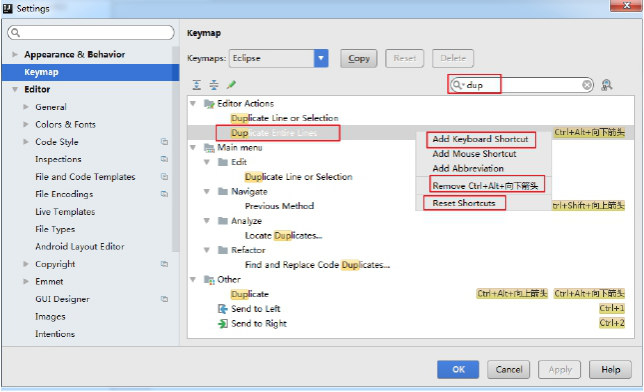 Settings
Keymap
Appearance & Behavior
Keymap
Editor
General
Colors & Fonts
Code Style
Inspections
File and Code Templates
File Encodings
Live Templates
File Types
Android Layout Editor
Copyright
Emmet
GUI Designer
Images
Intentions
Keymaps: Eclipse Copy Reset Delete
dup
Editor Actions
Duplicate Line or Selection
Duplicate Entire Lines Ctrl+Alt+向下箭头
Main menu
Edit
Duplicate Line or Selection
Navigate
Previous Method trl+Shift+向上箭头
Analyze
Locate Duplicates...
Refactor
Find and Replace Code Duplicates...
Other
Duplicate Ctrl+Alt+向上箭头 Ctrl+Alt+向下箭头
Send to Left Ctrl+1
Send to Right Ctrl+2
Add Keyboard Shortcut
Add Mouse Shortcut
Add Abbreviation
Remove Ctrl+Alt+向下箭头
Reset Shortcuts
OK Cancel Apply Help